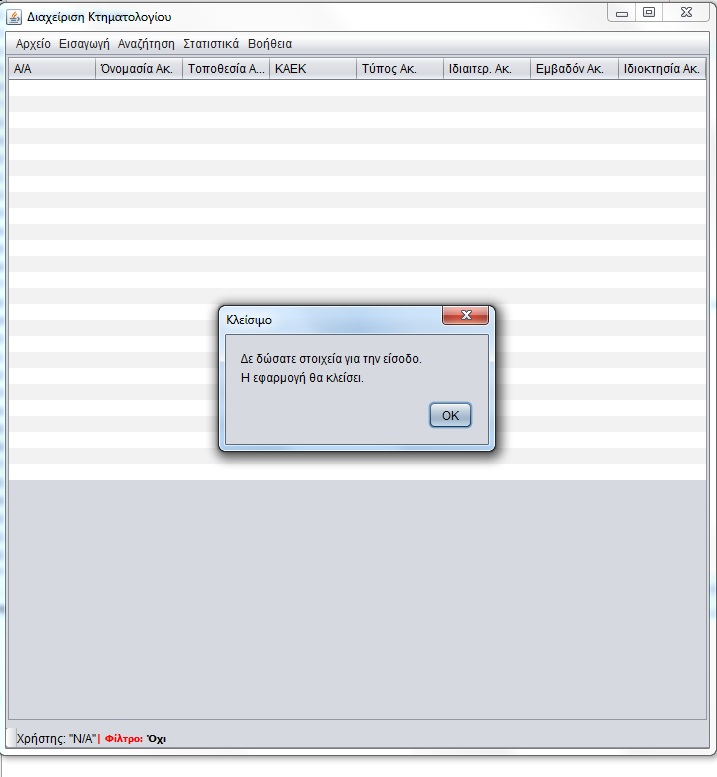 Διαχείριση Κτηματολογίου
Αρχείο Εισαγωγή Αναζήτηση Στατιστικά Βοήθεια
Α/Α Όνομασία Ακ. Τοποθεσία Α... ΚΑΕΚ Τύπος Ακ. Ιδιαιτερ. Ακ. Εμβαδόν Ακ. Ιδιοκτησία Ακ.
Κλείσιμο
Δε δώσατε στοιχεία για την είσοδο.
Η εφαρμογή θα κλείσει.
OK
Χρήστης: "N/A" | Φίλτρο: Όχι